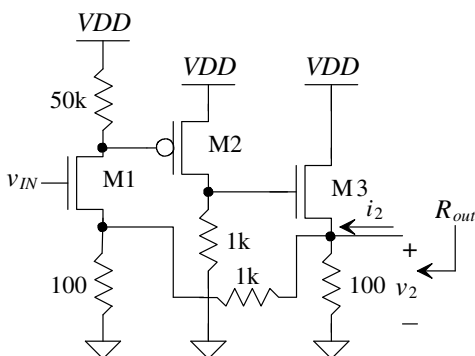 VDD
VDD
VDD
50k
M2
M1
M3
v_IN
i_2
R_out
1k
1k
+
100
100
v_2
−